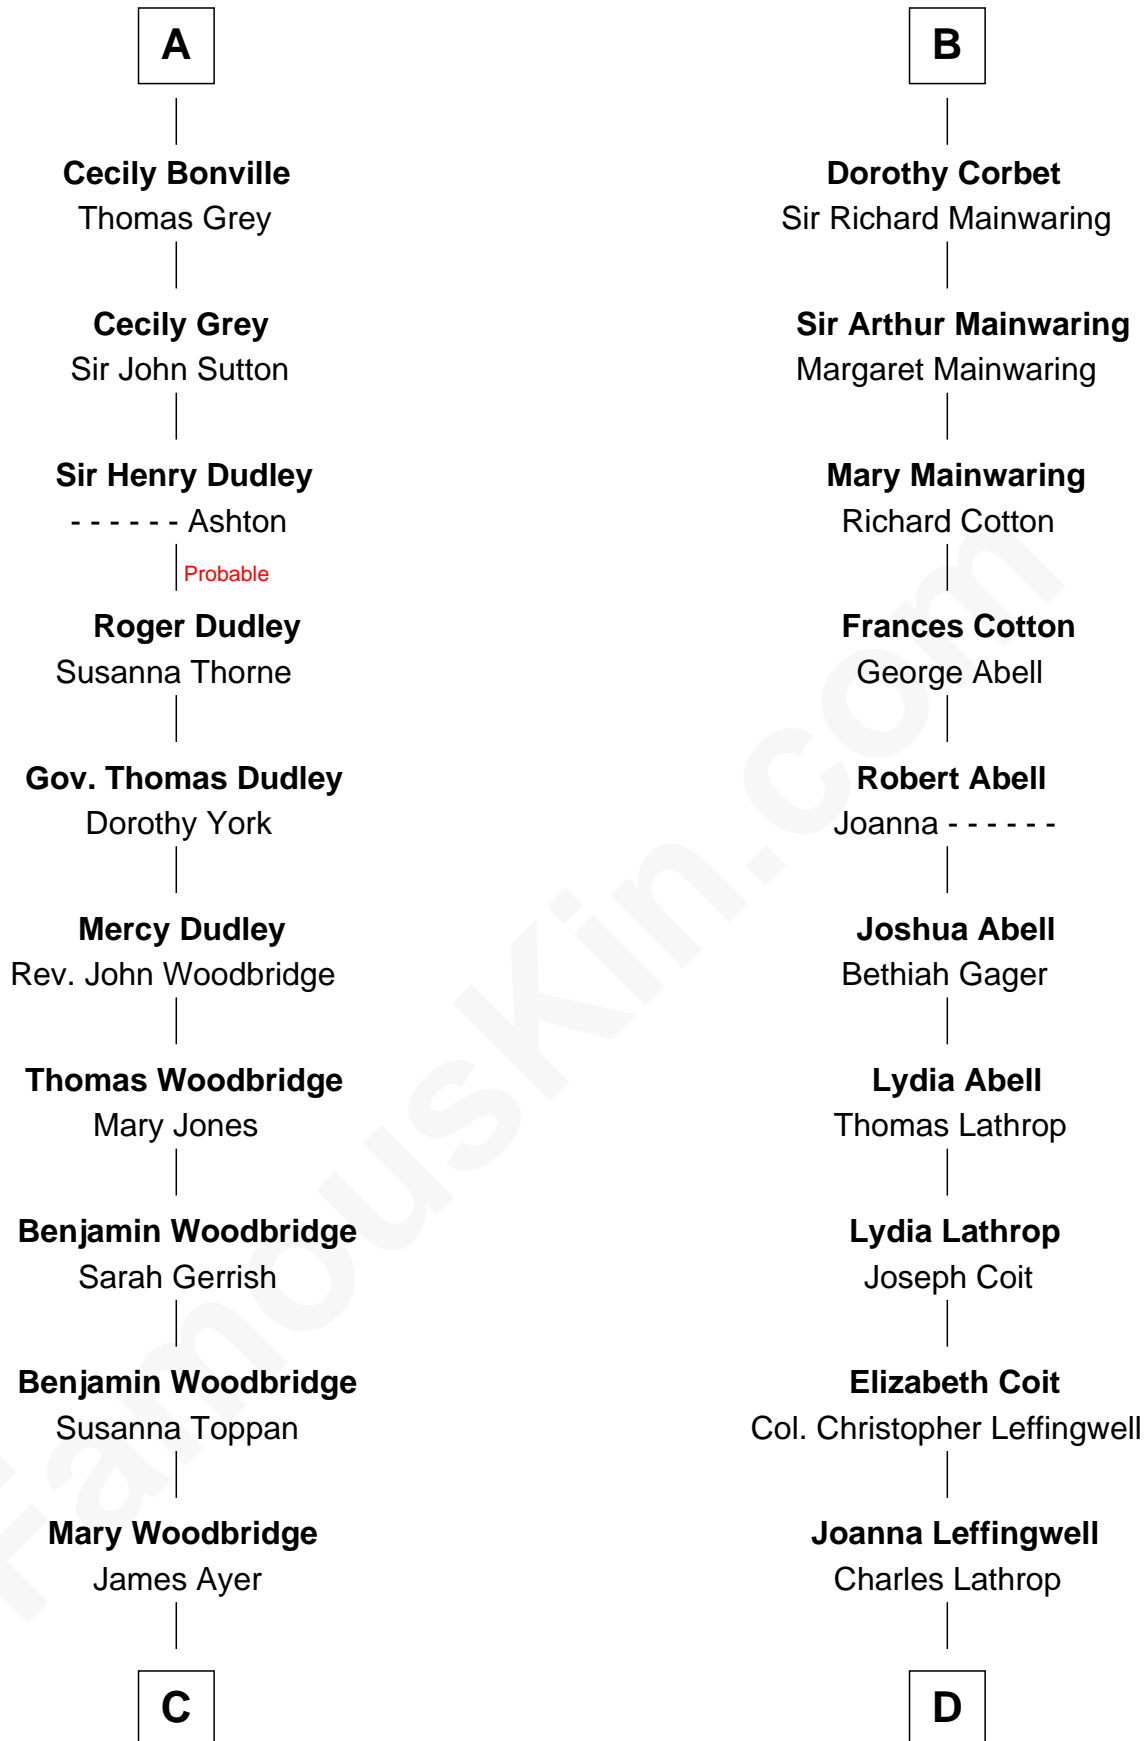 A
Cecily Bonville
Thomas Grey
Cecily Grey
Sir John Sutton
Sir Henry Dudley
- - - - - - Ashton
Probable
Roger Dudley
Susanna Thorne
Gov. Thomas Dudley
Dorothy York
Mercy Dudley
Rev. John Woodbridge
Thomas Woodbridge
Mary Jones
Benjamin Woodbridge
Sarah Gerrish
Benjamin Woodbridge
Susanna Toppan
Mary Woodbridge
James Ayer
C
B
Dorothy Corbet
Sir Richard Mainwaring
Sir Arthur Mainwaring
Margaret Mainwaring
Mary Mainwaring
Richard Cotton
Frances Cotton
George Abell
Robert Abell
Joanna - - - - - -
Joshua Abell
Bethiah Gager
Lydia Abell
Thomas Lathrop
Lydia Lathrop
Joseph Coit
Elizabeth Coit
Col. Christopher Leffingwell
Joanna Leffingwell
Charles Lathrop
D
FamousKin.com